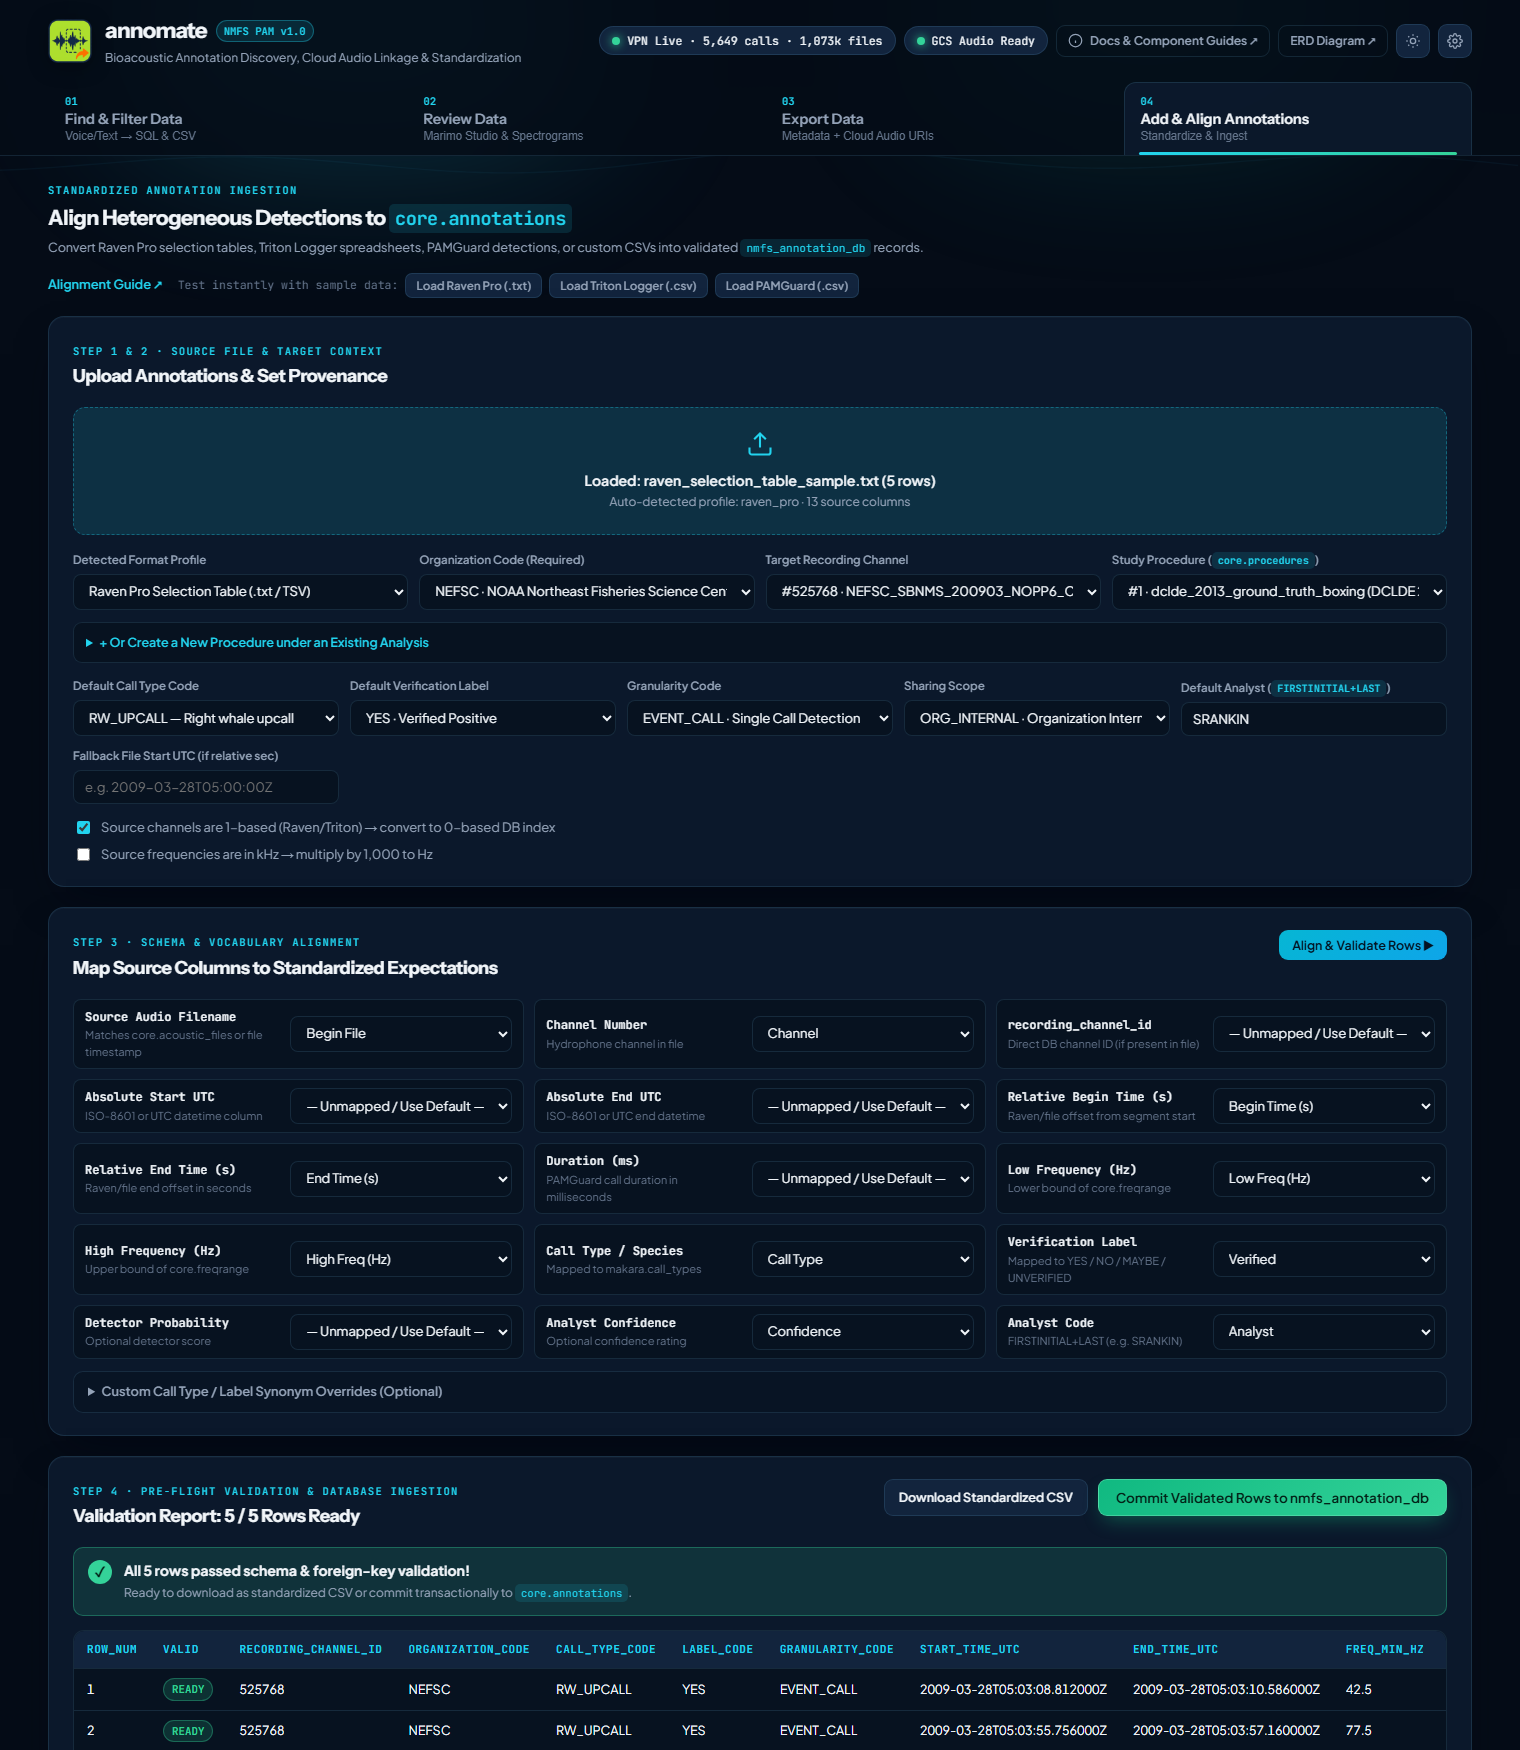 annomate NMFS PAM v1.0
Bioacoustic Annotation Discovery, Cloud Audio Linkage & Standardization
VPN Live · 5,649 calls · 1,073k files
GCS Audio Ready
Docs & Component Guides ↗
ERD Diagram ↗
01
Find & Filter Data
Voice/Text → SQL & CSV
02
Review Data
Marimo Studio & Spectrograms
03
Export Data
Metadata + Cloud Audio URIs
04
Add & Align Annotations
Standardize & Ingest
STANDARDIZED ANNOTATION INGESTION
Align Heterogeneous Detections to core.annotations
Convert Raven Pro selection tables, Triton Logger spreadsheets, PAMGuard detections, or custom CSVs into validated nmfs_annotation_db records.
Alignment Guide ↗ Test instantly with sample data: Load Raven Pro (.txt) Load Triton Logger (.csv) Load PAMGuard (.csv)
STEP 1 & 2 · SOURCE FILE & TARGET CONTEXT
Upload Annotations & Set Provenance
Loaded: raven_selection_table_sample.txt (5 rows)
Auto-detected profile: raven_pro · 13 source columns
Detected Format Profile
Raven Pro Selection Table (.txt / TSV)
Organization Code (Required)
NEFSC · NOAA Northeast Fisheries Science Cen
Target Recording Channel
#525768 · NEFSC_SBNMS_200903_NOPP6_C
Study Procedure ( core.procedures )
#1 · dclde_2013_ground_truth_boxing (DCLDE
▶ + Or Create a New Procedure under an Existing Analysis
Default Call Type Code
RW_UPCALL — Right whale upcall
Default Verification Label
YES · Verified Positive
Granularity Code
EVENT_CALL · Single Call Detection
Sharing Scope
ORG_INTERNAL · Organization Interr
Default Analyst ( FIRSTINITIAL+LAST )
SRANKIN
Fallback File Start UTC (if relative sec)
e.g. 2009-03-28T05:00:00Z
Source channels are 1-based (Raven/Triton) → convert to 0-based DB index
Source frequencies are in kHz → multiply by 1,000 to Hz
STEP 3 · SCHEMA & VOCABULARY ALIGNMENT
Map Source Columns to Standardized Expectations
Align & Validate Rows ▶
Source Audio Filename
Matches core.acoustic_files or file
timestamp
Begin File
Channel Number
Hydrophone channel in file
Channel
recording_channel_id
Direct DB channel ID (if present in file)
— Unmapped / Use Default —
Absolute Start UTC
ISO-8601 or UTC datetime column
— Unmapped / Use Default —
Absolute End UTC
ISO-8601 or UTC end datetime
— Unmapped / Use Default —
Relative Begin Time (s)
Raven/file offset from segment start
Begin Time (s)
Relative End Time (s)
Raven/file end offset in seconds
End Time (s)
Duration (ms)
PAMGuard call duration in
milliseconds
— Unmapped / Use Default —
Low Frequency (Hz)
Lower bound of core.freqrange
Low Freq (Hz)
High Frequency (Hz)
Upper bound of core.freqrange
High Freq (Hz)
Call Type / Species
Mapped to makara.call_types
Call Type
Verification Label
Mapped to YES / NO / MAYBE /
UNVERIFIED
Verified
Detector Probability
Optional detector score
— Unmapped / Use Default —
Analyst Confidence
Optional confidence rating
Confidence
Analyst Code
FIRSTINITIAL+LAST (e.g. SRANKIN)
Analyst
▶ Custom Call Type / Label Synonym Overrides (Optional)
STEP 4 · PRE-FLIGHT VALIDATION & DATABASE INGESTION
Validation Report: 5 / 5 Rows Ready
Download Standardized CSV
Commit Validated Rows to nmfs_annotation_db
All 5 rows passed schema & foreign-key validation!
Ready to download as standardized CSV or commit transactionally to core.annotations .
ROW_NUM VALID RECORDING_CHANNEL_ID ORGANIZATION_CODE CALL_TYPE_CODE LABEL_CODE GRANULARITY_CODE START_TIME_UTC END_TIME_UTC FREQ_MIN_HZ
1 READY 525768 NEFSC RW_UPCALL YES EVENT_CALL 2009-03-28T05:03:08.812000Z 2009-03-28T05:03:10.586000Z 42.5
2 READY 525768 NEFSC RW_UPCALL YES EVENT_CALL 2009-03-28T05:03:55.756000Z 2009-03-28T05:03:57.160000Z 77.5